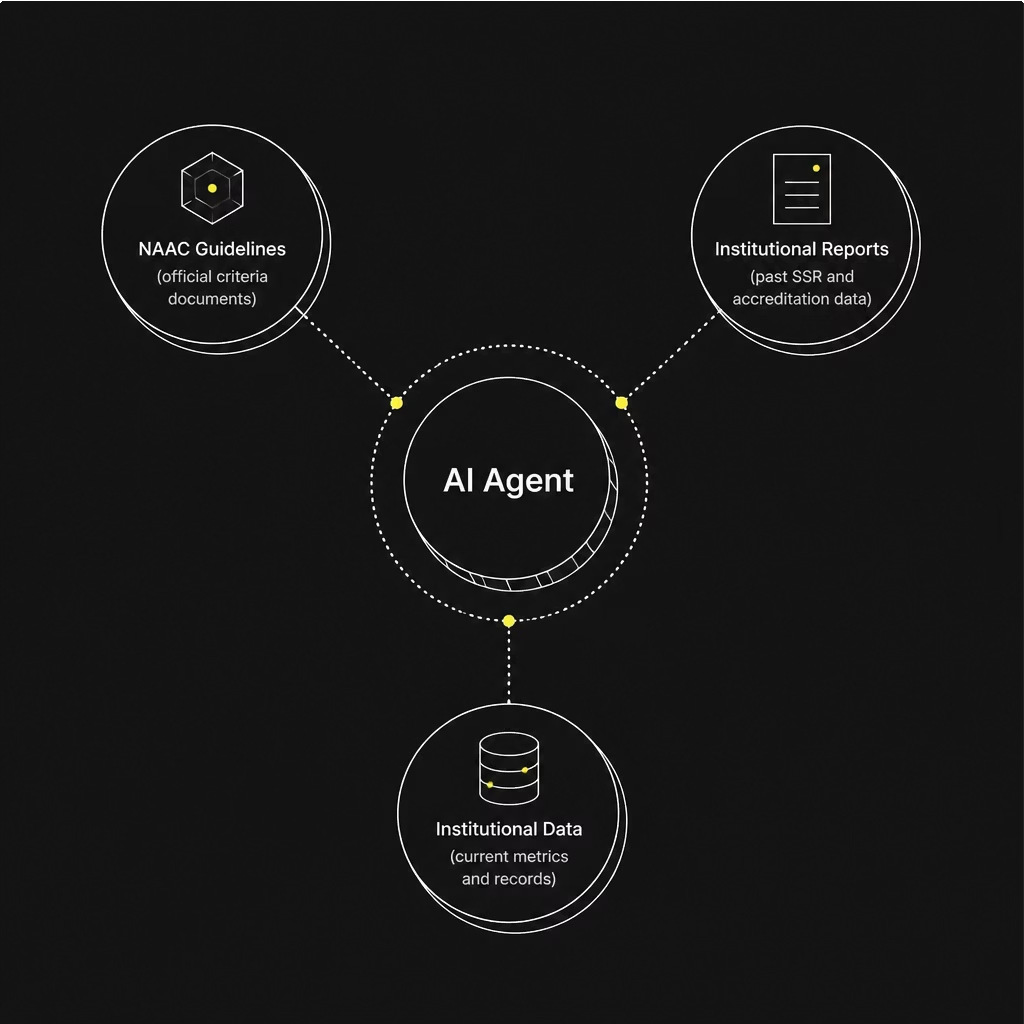 NAAC Guidelines
(official criteria
documents)
Institutional Reports
(past SSR and
accreditation data)
AI Agent
Institutional Data
(current metrics
and records)